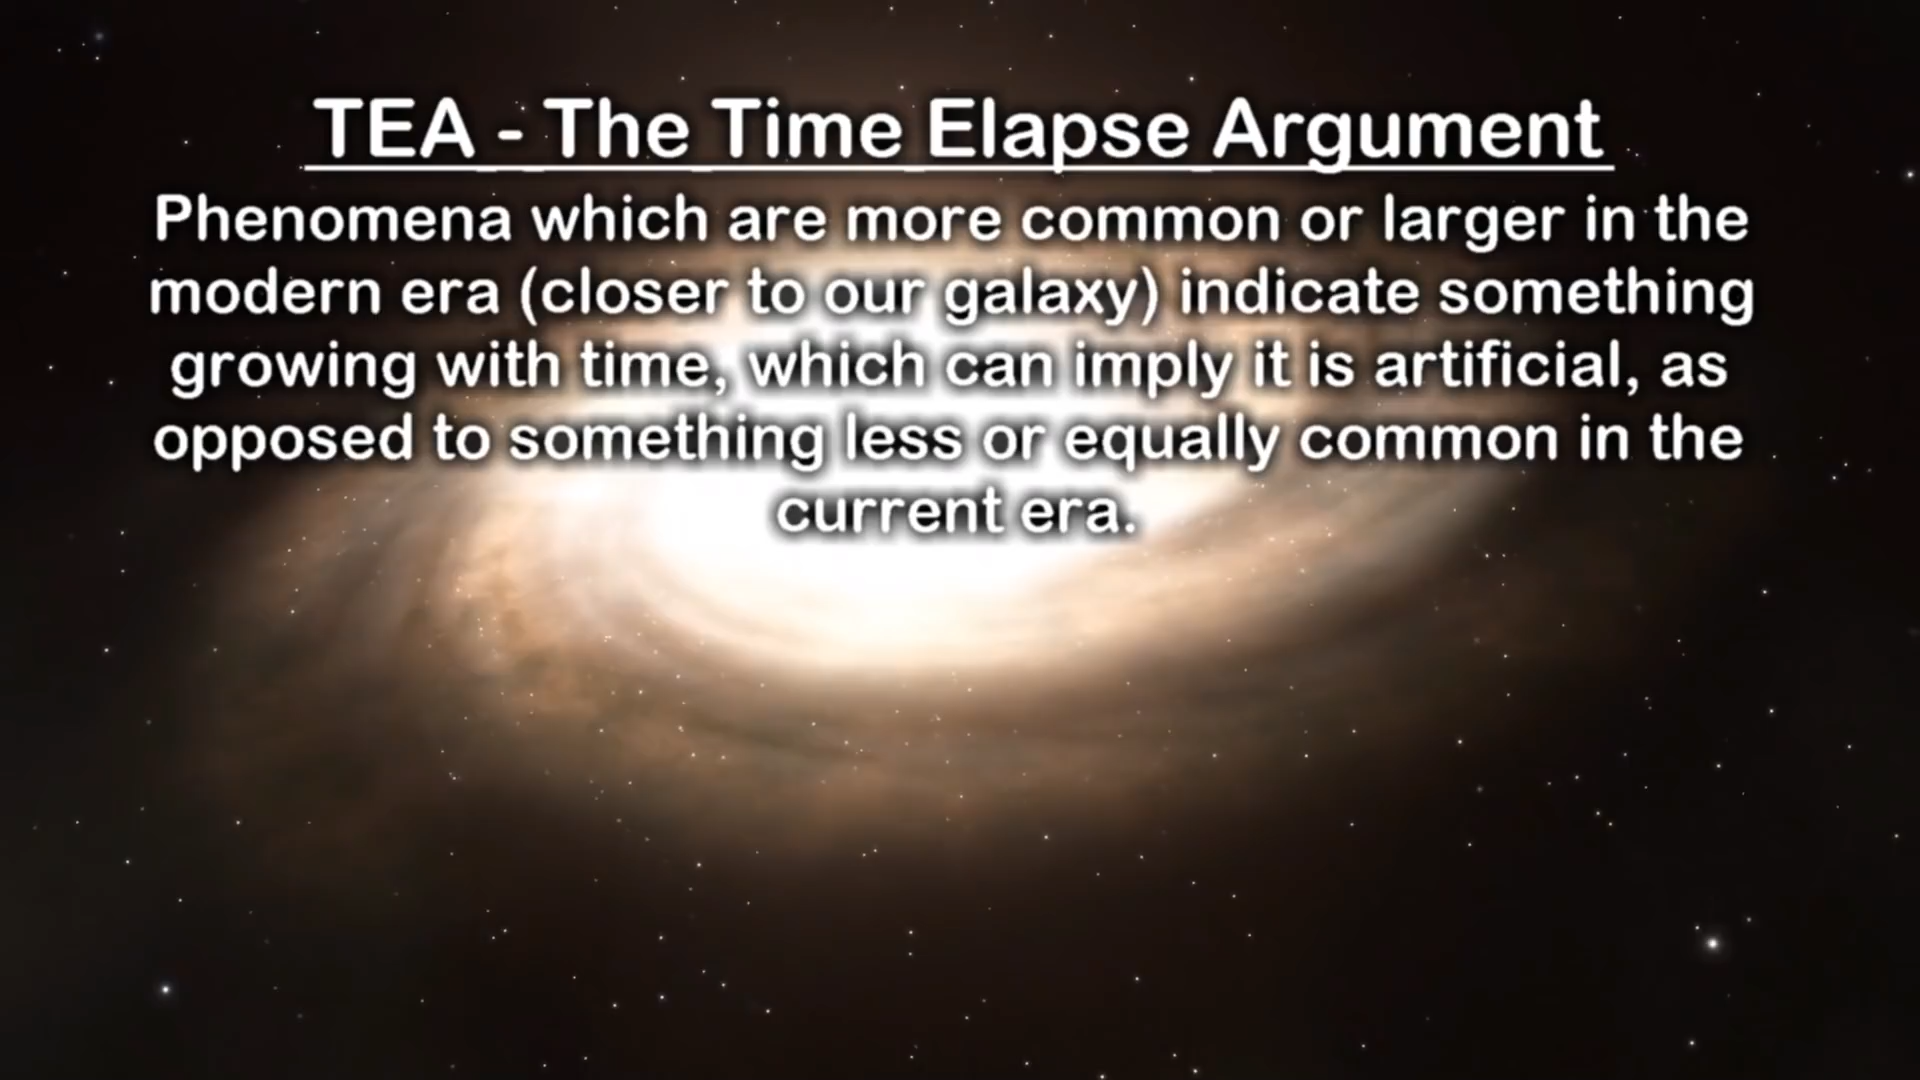 TEA - The Time Elapse Argument
Phenomena which are more common or larger in the
modern era (closer to our galaxy) indicate something
growing with time, which can imply it is artificial, as
opposed to something less or equally common in the
current era.